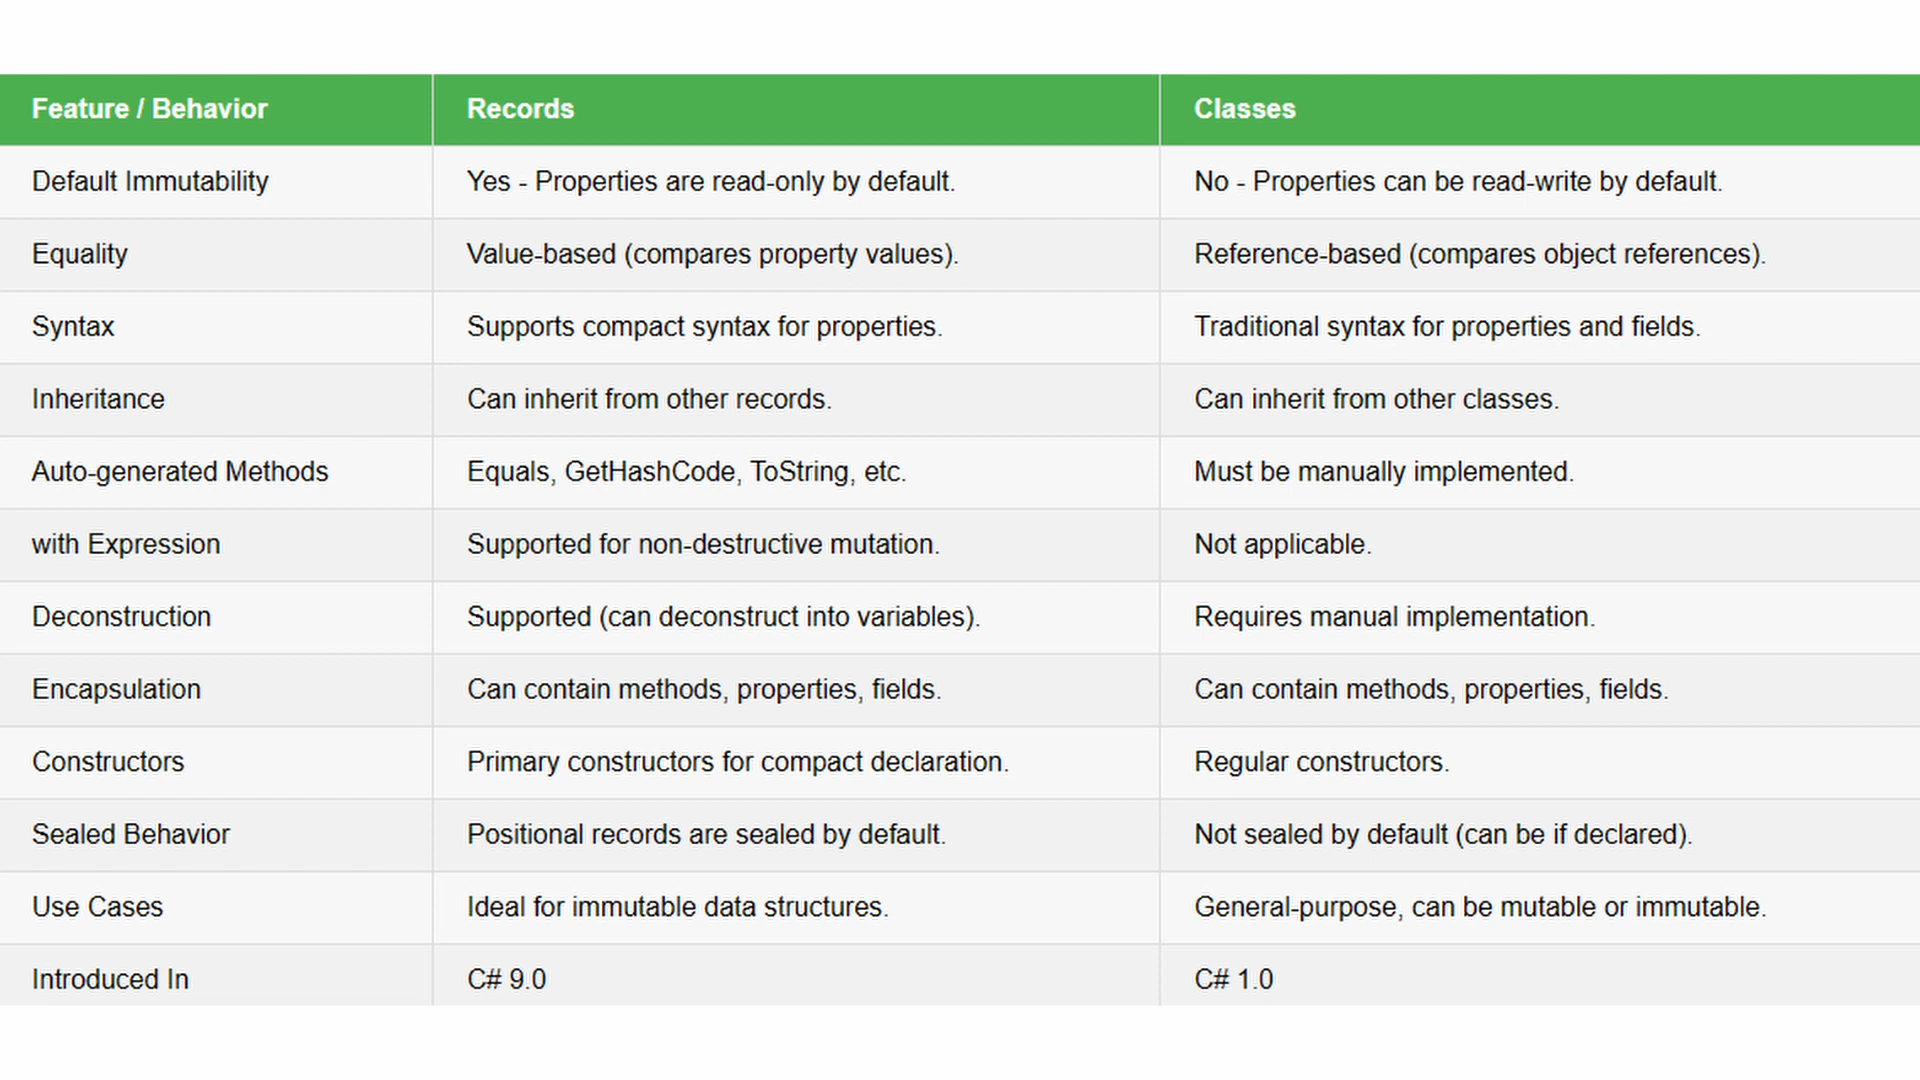 Feature / Behavior Records Classes
Default Immutability Yes - Properties are read-only by default. No - Properties can be read-write by default.
Equality Value-based (compares property values). Reference-based (compares object references).
Syntax Supports compact syntax for properties. Traditional syntax for properties and fields.
Inheritance Can inherit from other records. Can inherit from other classes.
Auto-generated Methods Equals, GetHashCode, ToString, etc. Must be manually implemented.
with Expression Supported for non-destructive mutation. Not applicable.
Deconstruction Supported (can deconstruct into variables). Requires manual implementation.
Encapsulation Can contain methods, properties, fields. Can contain methods, properties, fields.
Constructors Primary constructors for compact declaration. Regular constructors.
Sealed Behavior Positional records are sealed by default. Not sealed by default (can be if declared).
Use Cases Ideal for immutable data structures. General-purpose, can be mutable or immutable.
Introduced In C# 9.0 C# 1.0